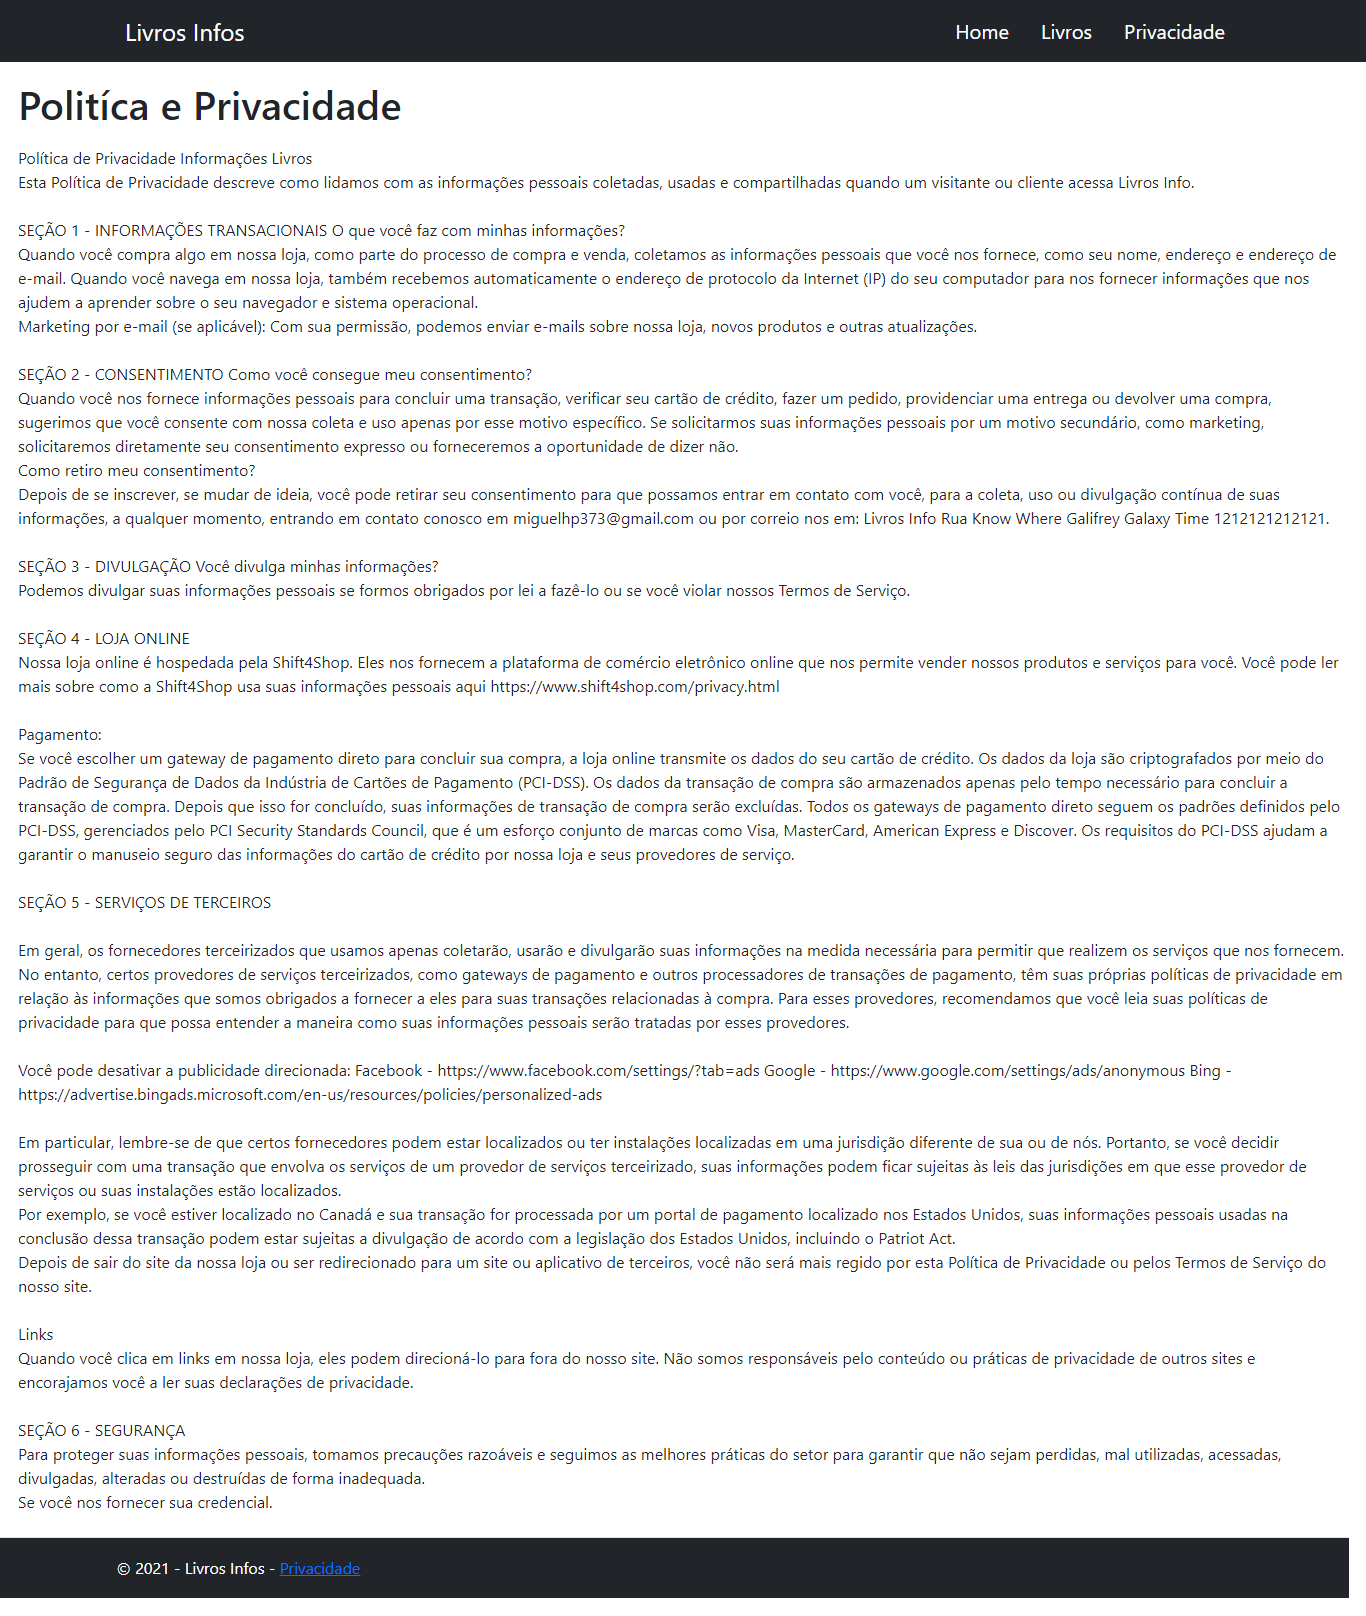 Livros Infos
Home
Livros
Privacidade
Politíca e Privacidade
Política de Privacidade Informações Livros
Esta Política de Privacidade descreve como lidamos com as informações pessoais coletadas, usadas e compartilhadas quando um visitante ou cliente acessa Livros Info.
SEÇÃO 1 - INFORMAÇÕES TRANSACIONAIS O que você faz com minhas informações?
Quando você compra algo em nossa loja, como parte do processo de compra e venda, coletamos as informações pessoais que você nos fornece, como seu nome, endereço e endereço de
e-mail. Quando você navega em nossa loja, também recebemos automaticamente o endereço de protocolo da Internet (IP) do seu computador para nos fornecer informações que nos
ajudem a aprender sobre o seu navegador e sistema operacional.
Marketing por e-mail (se aplicável): Com sua permissão, podemos enviar e-mails sobre nossa loja, novos produtos e outras atualizações.
SEÇÃO 2 - CONSENTIMENTO Como você consegue meu consentimento?
Quando você nos fornece informações pessoais para concluir uma transação, verificar seu cartão de crédito, fazer um pedido, providenciar uma entrega ou devolver uma compra,
sugerimos que você consente com nossa coleta e uso apenas por esse motivo específico. Se solicitarmos suas informações pessoais por um motivo secundário, como marketing,
solicitaremos diretamente seu consentimento expresso ou forneceremos a oportunidade de dizer não.
Como retiro meu consentimento?
Depois de se inscrever, se mudar de ideia, você pode retirar seu consentimento para que possamos entrar em contato com você, para a coleta, uso ou divulgação contínua de suas
informações, a qualquer momento, entrando em contato conosco em miguelhp373@gmail.com ou por correio nos em: Livros Info Rua Know Where Galifrey Galaxy Time 1212121212121.
SEÇÃO 3 - DIVULGAÇÃO Você divulga minhas informações?
Podemos divulgar suas informações pessoais se formos obrigados por lei a fazê-lo ou se você violar nossos Termos de Serviço.
SEÇÃO 4 - LOJA ONLINE
Nossa loja online é hospedada pela Shift4Shop. Eles nos fornecem a plataforma de comércio eletrônico online que nos permite vender nossos produtos e serviços para você. Você pode ler
mais sobre como a Shift4Shop usa suas informações pessoais aqui https://www.shift4shop.com/privacy.html
Pagamento:
Se você escolher um gateway de pagamento direto para concluir sua compra, a loja online transmite os dados do seu cartão de crédito. Os dados da loja são criptografados por meio do
Padrão de Segurança de Dados da Indústria de Cartões de Pagamento (PCI-DSS). Os dados da transação de compra são armazenados apenas pelo tempo necessário para concluir a
transação de compra. Depois que isso for concluído, suas informações de transação de compra serão excluídas. Todos os gateways de pagamento direto seguem os padrões definidos pelo
PCI-DSS, gerenciados pelo PCI Security Standards Council, que é um esforço conjunto de marcas como Visa, MasterCard, American Express e Discover. Os requisitos do PCI-DSS ajudam a
garantir o manuseio seguro das informações do cartão de crédito por nossa loja e seus provedores de serviço.
SEÇÃO 5 - SERVIÇOS DE TERCEIROS
Em geral, os fornecedores terceirizados que usamos apenas coletarão, usarão e divulgarão suas informações na medida necessária para permitir que realizem os serviços que nos fornecem.
No entanto, certos provedores de serviços terceirizados, como gateways de pagamento e outros processadores de transações de pagamento, têm suas próprias políticas de privacidade em
relação às informações que somos obrigados a fornecer a eles para suas transações relacionadas à compra. Para esses provedores, recomendamos que você leia suas políticas de
privacidade para que possa entender a maneira como suas informações pessoais serão tratadas por esses provedores.
Você pode desativar a publicidade direcionada: Facebook - https://www.facebook.com/settings/?tab=ads Google - https://www.google.com/settings/ads/anonymous Bing -
https://advertise.bingads.microsoft.com/en-us/resources/policies/personalized-ads
Em particular, lembre-se de que certos fornecedores podem estar localizados ou ter instalações localizadas em uma jurisdição diferente de sua ou de nós. Portanto, se você decidir
prosseguir com uma transação que envolva os serviços de um provedor de serviços terceirizado, suas informações podem ficar sujeitas às leis das jurisdições em que esse provedor de
serviços ou suas instalações estão localizados.
Por exemplo, se você estiver localizado no Canadá e sua transação for processada por um portal de pagamento localizado nos Estados Unidos, suas informações pessoais usadas na
conclusão dessa transação podem estar sujeitas a divulgação de acordo com a legislação dos Estados Unidos, incluindo o Patriot Act.
Depois de sair do site da nossa loja ou ser redirecionado para um site ou aplicativo de terceiros, você não será mais regido por esta Política de Privacidade ou pelos Termos de Serviço do
nosso site.
Links
Quando você clica em links em nossa loja, eles podem direcioná-lo para fora do nosso site. Não somos responsáveis pelo conteúdo ou práticas de privacidade de outros sites e
encorajamos você a ler suas declarações de privacidade.
SEÇÃO 6 - SEGURANÇA
Para proteger suas informações pessoais, tomamos precauções razoáveis e seguimos as melhores práticas do setor para garantir que não sejam perdidas, mal utilizadas, acessadas,
divulgadas, alteradas ou destruídas de forma inadequada.
Se você nos fornecer sua credencial.
© 2021 - Livros Infos - Privacidade